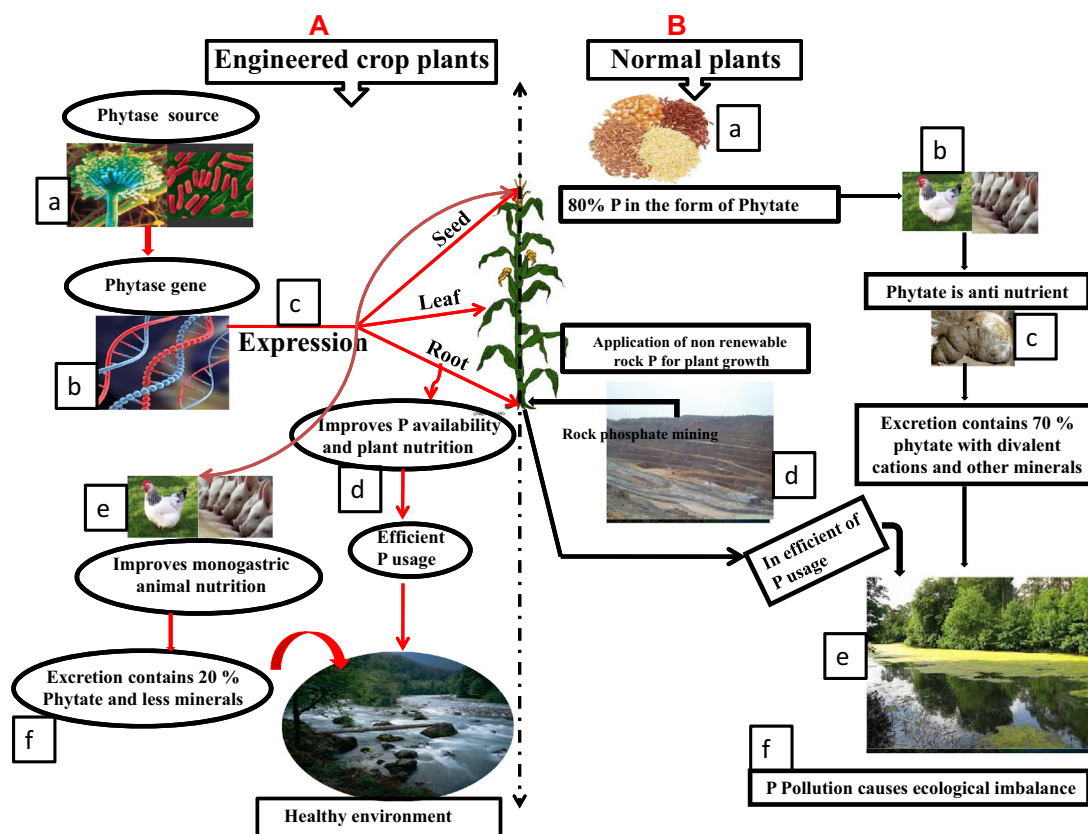 A
Engineered crop plants
Phytase source
a
Phytase gene
b
c
Expression
Seed
Leaf
Root
Improves P availability
and plant nutrition
d
Efficient
P usage
e
Improves monogastric
animal nutrition
Excretion contains 20 %
Phytate and less minerals
f
Healthy environment
B
Normal plants
a
80% P in the form of Phytate
b
Phytate is anti nutrient
c
Application of non renewable
rock P for plant growth
Rock phosphate mining
d
Excretion contains 70 %
phytate with divalent
cations and other minerals
In efficient of
P usage
e
f
P Pollution causes ecological imbalance